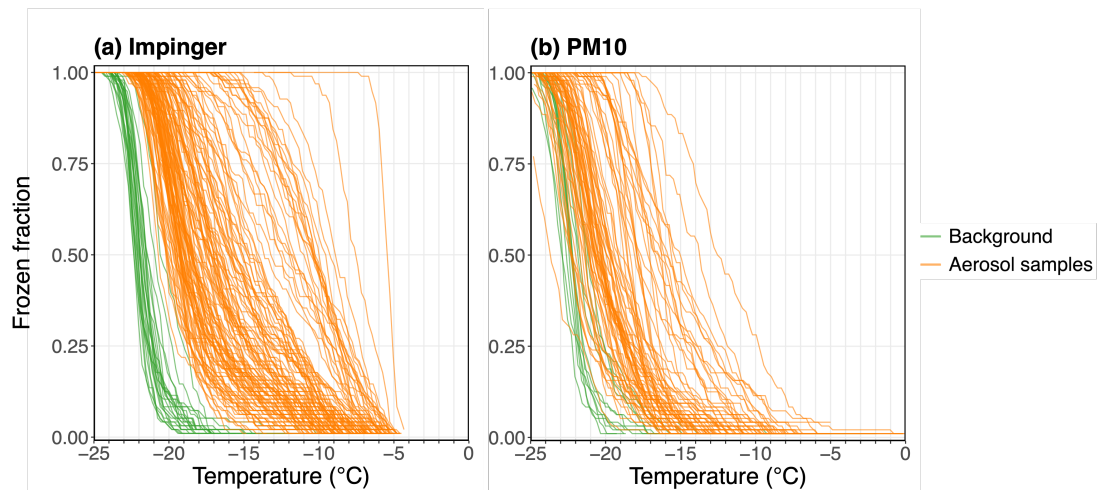 (a) Impinger
Frozen fraction
1.00
0.75
0.50
0.25
0.00
−25 −20 −15 −10 −5 0
Temperature (°C)
(b) PM10
1.00
0.75
0.50
0.25
0.00
−25 −20 −15 −10 −5 0
Temperature (°C)
Background
Aerosol samples